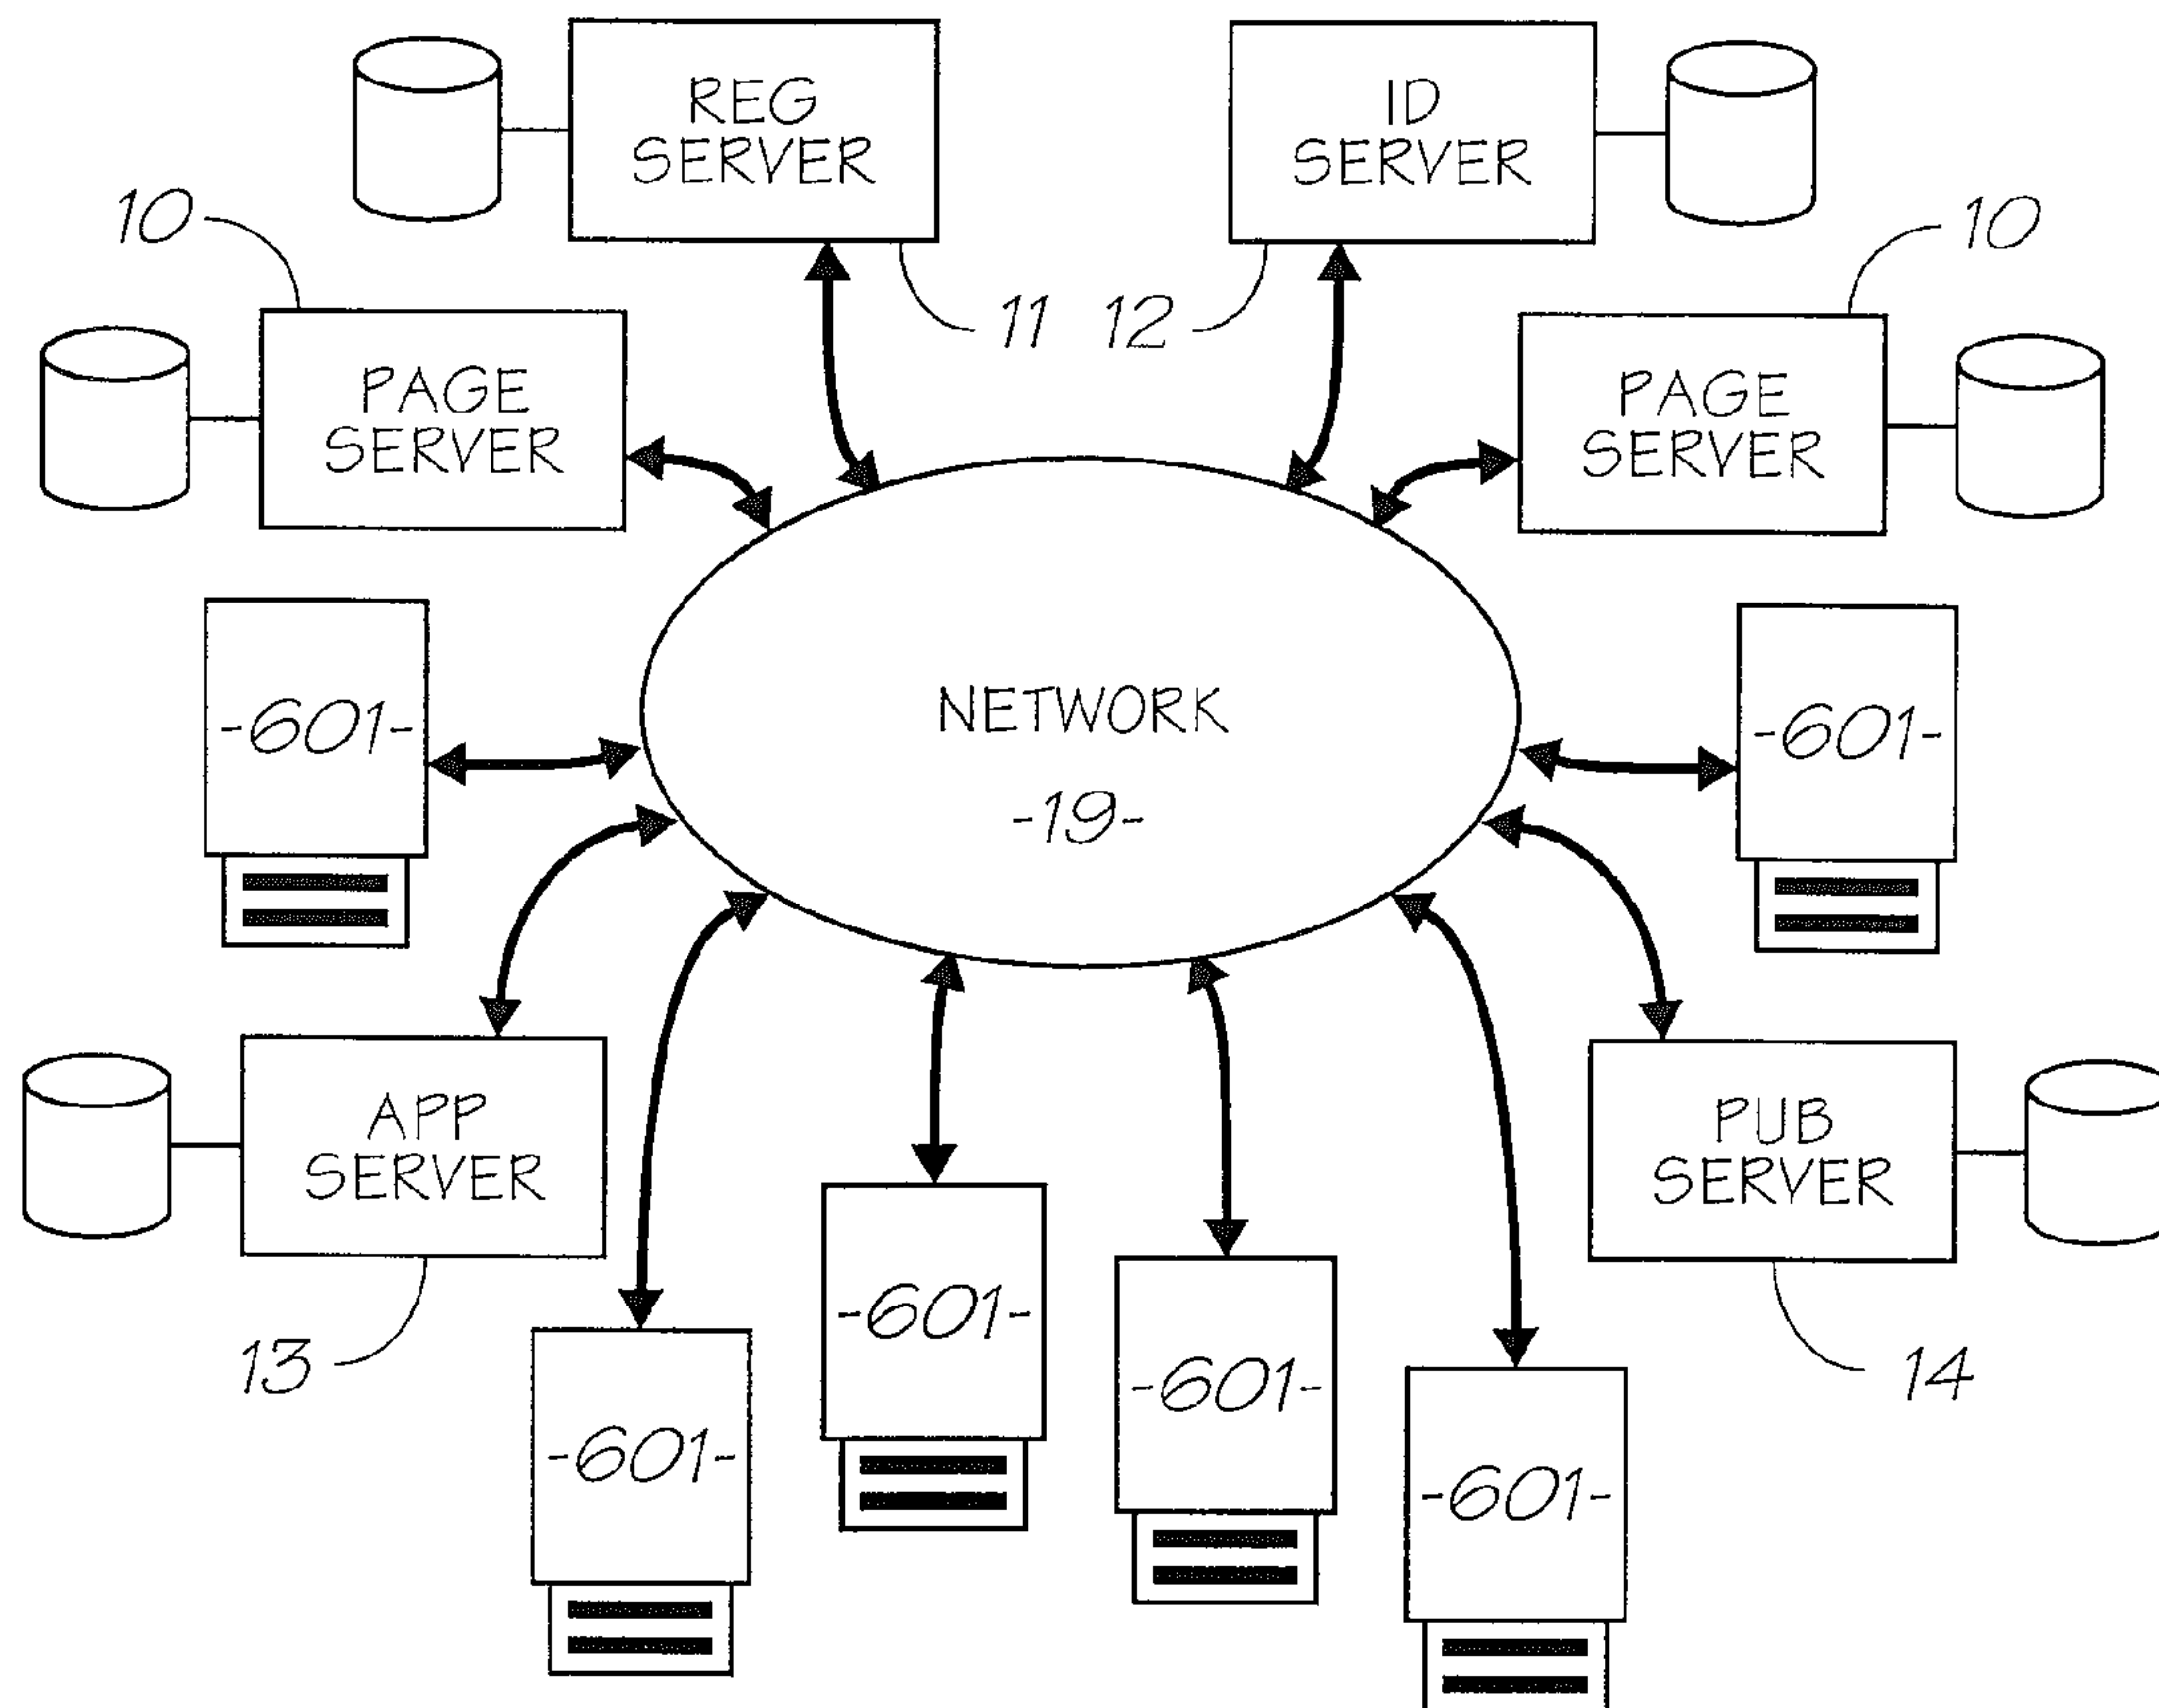 REG
SERVER
ID
SERVER
10
10
11
12
PAGE
SERVER
PAGE
SERVER
-601-
NETWORK
-19-
-601-
APP
SERVER
PUB
SERVER
13
-601-
-601-
-601-
-601-
14